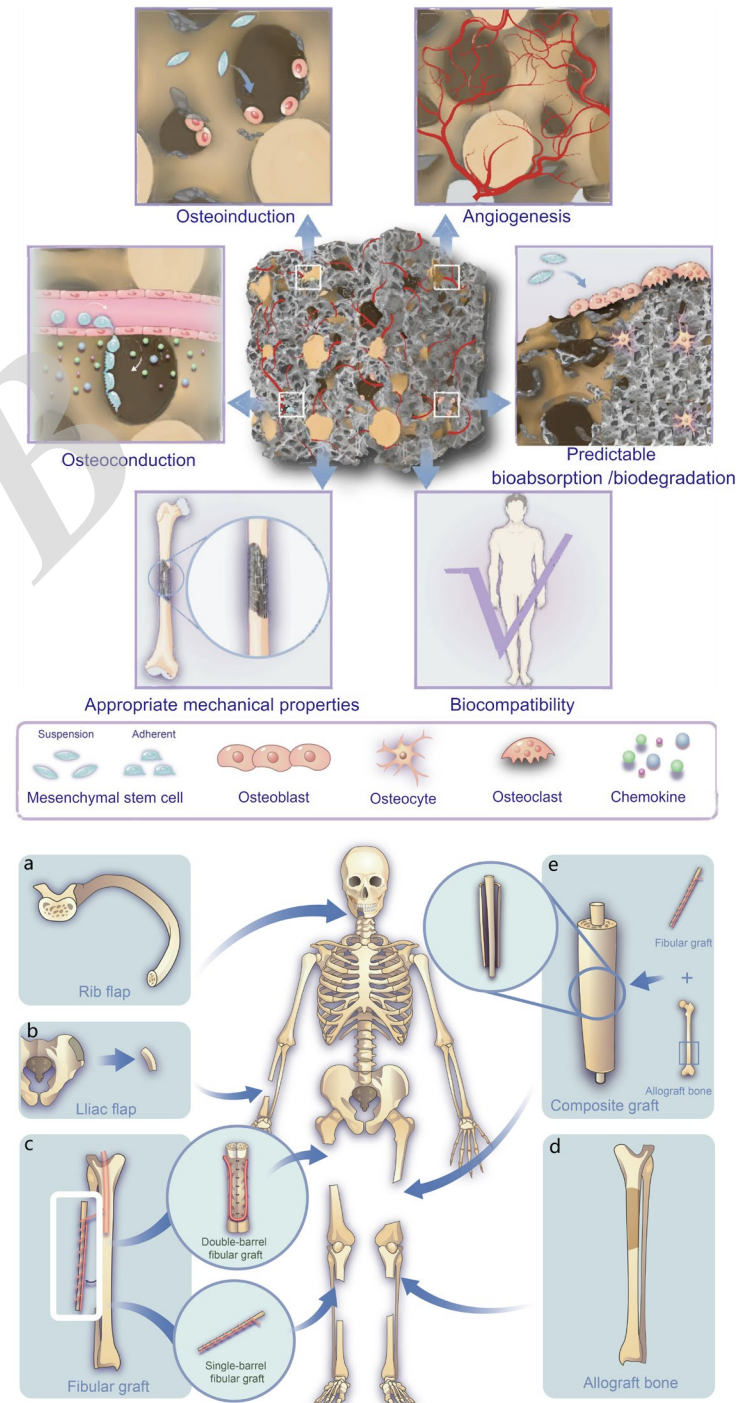 Osteoinduction
Angiogenesis
Osteoconduction
Predictable
bioabsorption /biodegradation
Appropriate mechanical properties
Biocompatibility
Suspension
Adherent
Mesenchymal stem cell
Osteoblast
Osteocyte
Osteoclast
Chemokine
B
a
Rib flap
b
Lliac flap
c
Double-barrel
fibular graft
Single-barrel
fibular graft
Fibular graft
e
Fibular graft
+
Allograft bone
Composite graft
d
Allograft bone